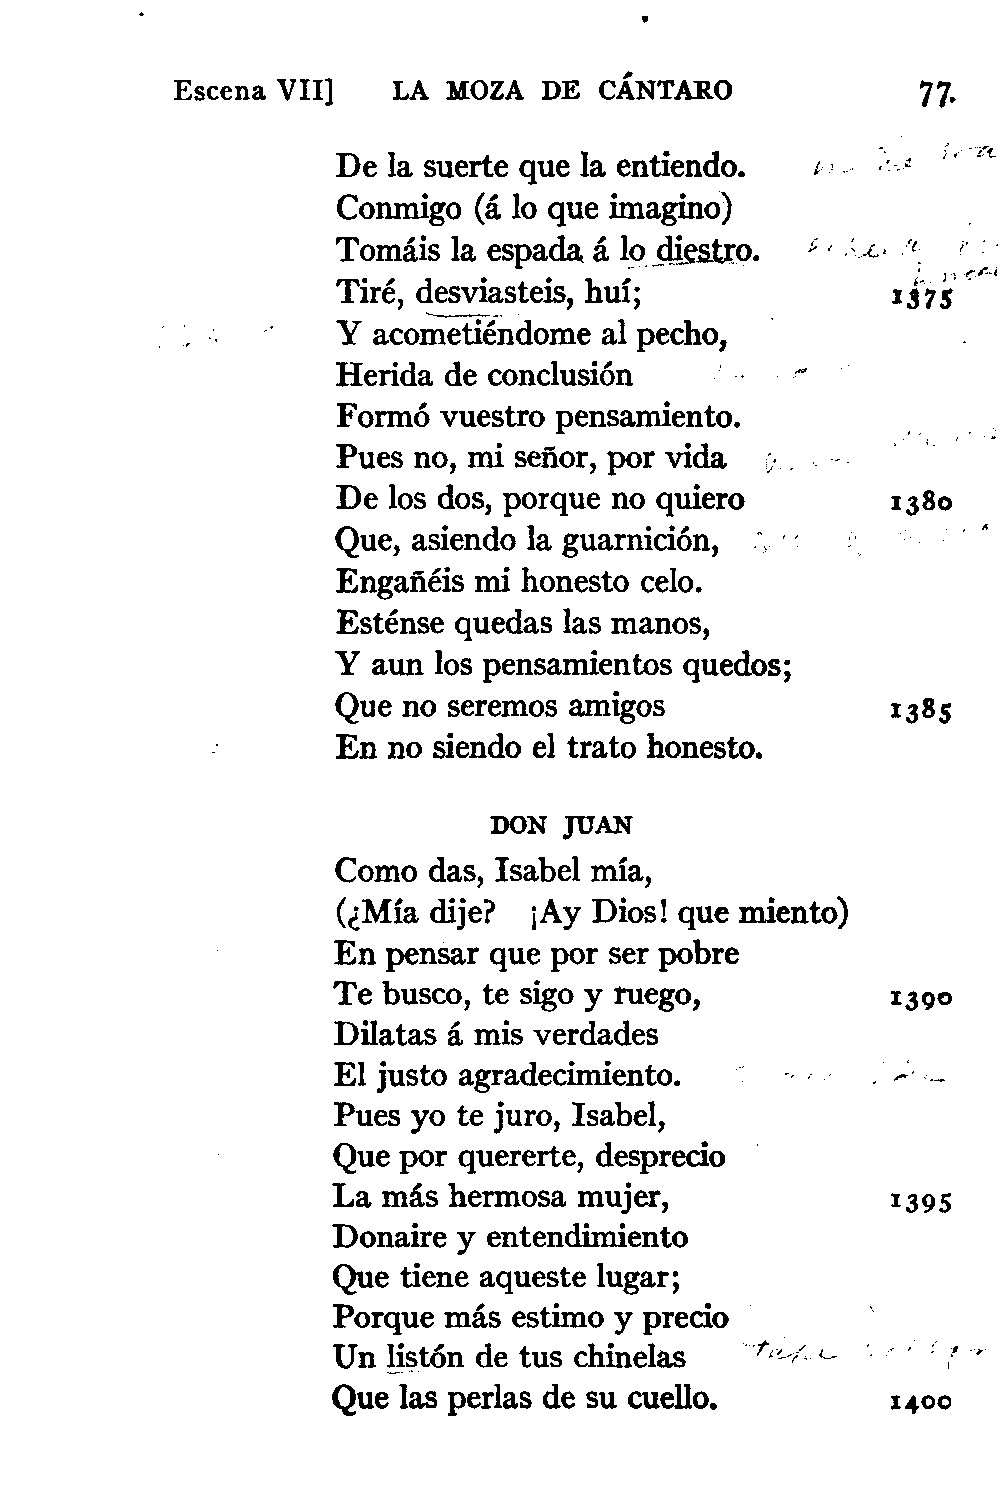 Escena VII] LA MOZA DE CÁNTARO 77.
De la suerte que la entiendo.
Conmigo (á lo que imagino)
Tomáis la espada á lo diestro.
Tiré, desviasteis, huí; 1375
Y acometiéndome al pecho,
Herida de conclusión
Formó vuestro pensamiento.
Pues no, mi señor, por vida
De los dos, porque no quiero 1380
Que, asiendo la guarnición,
Engañéis mi honesto celo.
Esténse quedas las manos,
Y aun los pensamientos quedos;
Que no seremos amigos 1385
En no siendo el trato honesto.
DON JUAN
Como das, Isabel mía,
(¿Mía dije? ¡Ay Dios! que miento)
En pensar que por ser pobre
Te busco, te sigo y ruego, 1390
Dilatas á mis verdades
El justo agradecimiento.
Pues yo te juro, Isabel,
Que por quererte, desprecio
La más hermosa mujer, 1395
Donaire y entendimiento
Que tiene aqueste lugar;
Porque más estimo y precio
Un listón de tus chinelas
Que las perlas de su cuello. 1400